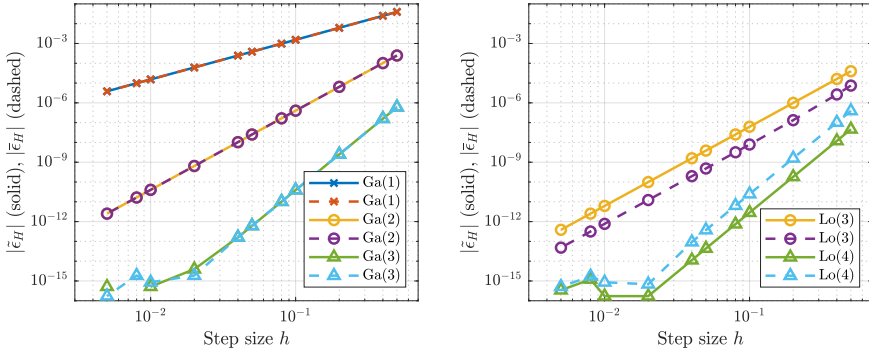 |ε̃_H| (solid), |ε̄_H| (dashed)
10^{-3}
10^{-6}
10^{-9}
10^{-12}
10^{-15}
Ga(1)
Ga(1)
Ga(2)
Ga(2)
Ga(3)
Ga(3)
10^{-2}
10^{-1}
Step size h
|ε̃_H| (solid), |ε̄_H| (dashed)
10^{-3}
10^{-6}
10^{-9}
10^{-12}
10^{-15}
Lo(3)
Lo(3)
Lo(4)
Lo(4)
10^{-2}
10^{-1}
Step size h